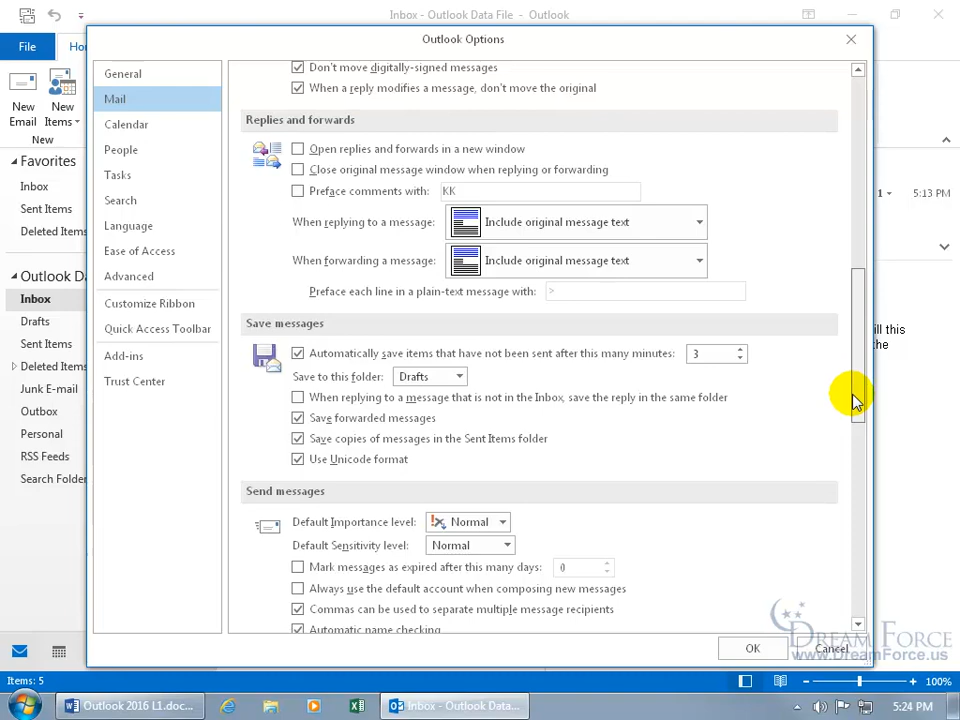 Inbox - Outlook Data File - Outlook
File
Hom
Outlook Options
New Email
New Items
New
Favorites
Inbox
Sent Items
Deleted Items
Outlook Da
Inbox
Drafts
Sent Items
Deleted Items
Junk E-mail
Outbox
Personal
RSS Feeds
Search Folder
General
Mail
Calendar
People
Tasks
Search
Language
Ease of Access
Advanced
Customize Ribbon
Quick Access Toolbar
Add-ins
Trust Center
Don't move digitally-signed messages
When a reply modifies a message, don't move the original
Replies and forwards
Open replies and forwards in a new window
Close original message window when replying or forwarding
Preface comments with: KK
When replying to a message: Include original message text
When forwarding a message: Include original message text
Preface each line in a plain-text message with: >
Save messages
Automatically save items that have not been sent after this many minutes: 3
Save to this folder: Drafts
When replying to a message that is not in the Inbox, save the reply in the same folder
Save forwarded messages
Save copies of messages in the Sent Items folder
Use Unicode format
Send messages
Default Importance level: Normal
Default Sensitivity level: Normal
Mark messages as expired after this many days: 0
Always use the default account when composing new messages
Commas can be used to separate multiple message recipients
Automatic name checking
OK
Cancel
1
5:13 PM
ill this
the
DREAM FORCE
www.DreamForce.us
Items: 5
100%
Outlook 2016 L1.doc...
Inbox - Outlook Data...
5:24 PM